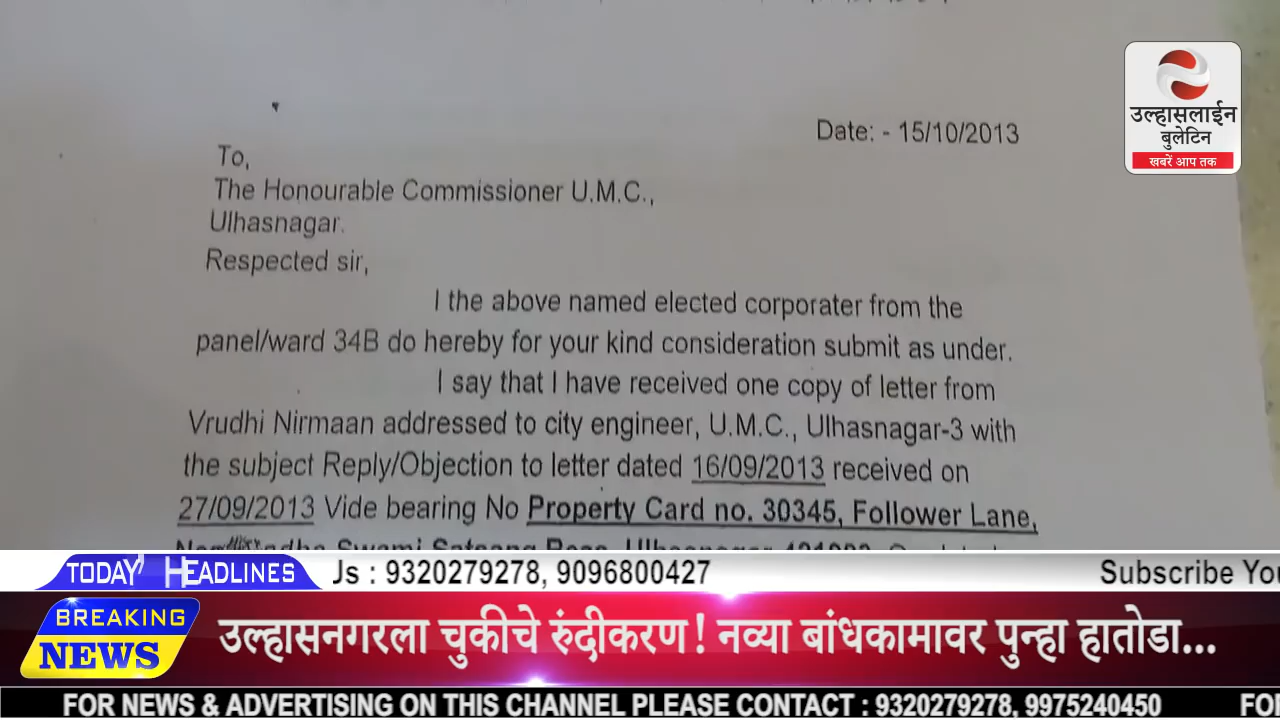 Date: - 15/10/2013
उल्हासलाईन
बुलेटिन
खबरें आप तक
To,
The Honourable Commissioner U.M.C.,
Ulhasnagar.
Respected sir,
I the above named elected corporater from the
panel/ward 34B do hereby for your kind consideration submit as under.
I say that I have received one copy of letter from
Vrudhi Nirmaan addressed to city engineer, U.M.C., Ulhasnagar-3 with
the subject Reply/Objection to letter dated 16/09/2013 received on
27/09/2013 Vide bearing No Property Card no. 30345, Follower Lane,
Swami Satsang
TODAY HEADLINES
Js : 9320279278, 9096800427
Subscribe You
BREAKING
NEWS
उल्हासनगरला चुकीचे रुंदीकरण! नव्या बांधकामावर पुन्हा हातोडा...
FOR NEWS & ADVERTISING ON THIS CHANNEL PLEASE CONTACT : 9320279278, 9975240450
FO